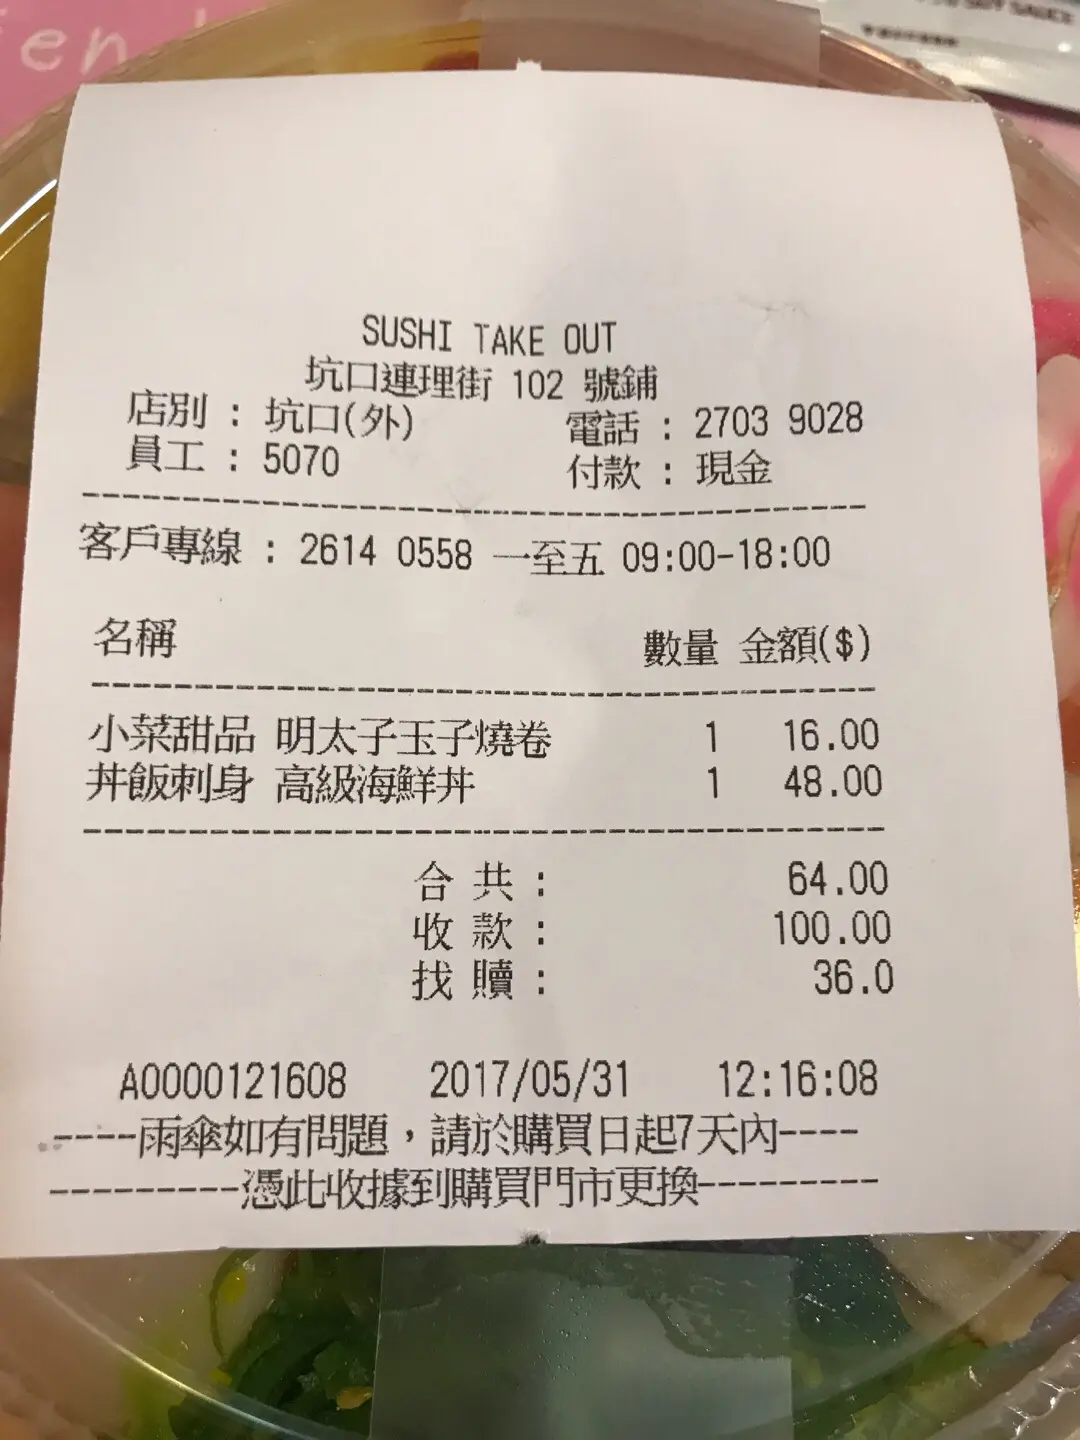 en
SOY SAUCE
SUSHI TAKE OUT
坑口連理街 102 號鋪
店別 : 坑口(外) 電話 : 2703 9028
員工 : 5070 付款 : 現金
--------------------------------------------
客戶專線 : 2614 0558 一至五 09:00-18:00
名稱 數量 金額($)
--------------------------------------------
小菜甜品 明太子玉子燒卷 1 16.00
丼飯刺身 高級海鮮丼 1 48.00
--------------------------------------------
合 共 : 64.00
收 款 : 100.00
找 贖 : 36.0
A0000121608 2017/05/31 12:16:08
----雨傘如有問題，請於購買日起7天內----
---------憑此收據到購買門市更換---------